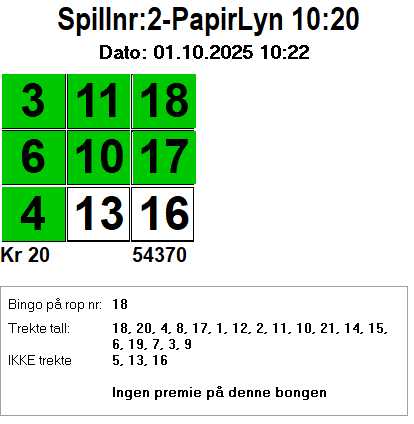 Spillnr:2-PapirLyn 10:20
Dato: 01.10.2025 10:22
3 11 18
6 10 17
4 13 16
Kr 20 54370
Bingo på rop nr: 18
Trekte tall: 18, 20, 4, 8, 17, 1, 12, 2, 11, 10, 21, 14, 15,
6, 19, 7, 3, 9
IKKE trekte 5, 13, 16
Ingen premie på denne bongen